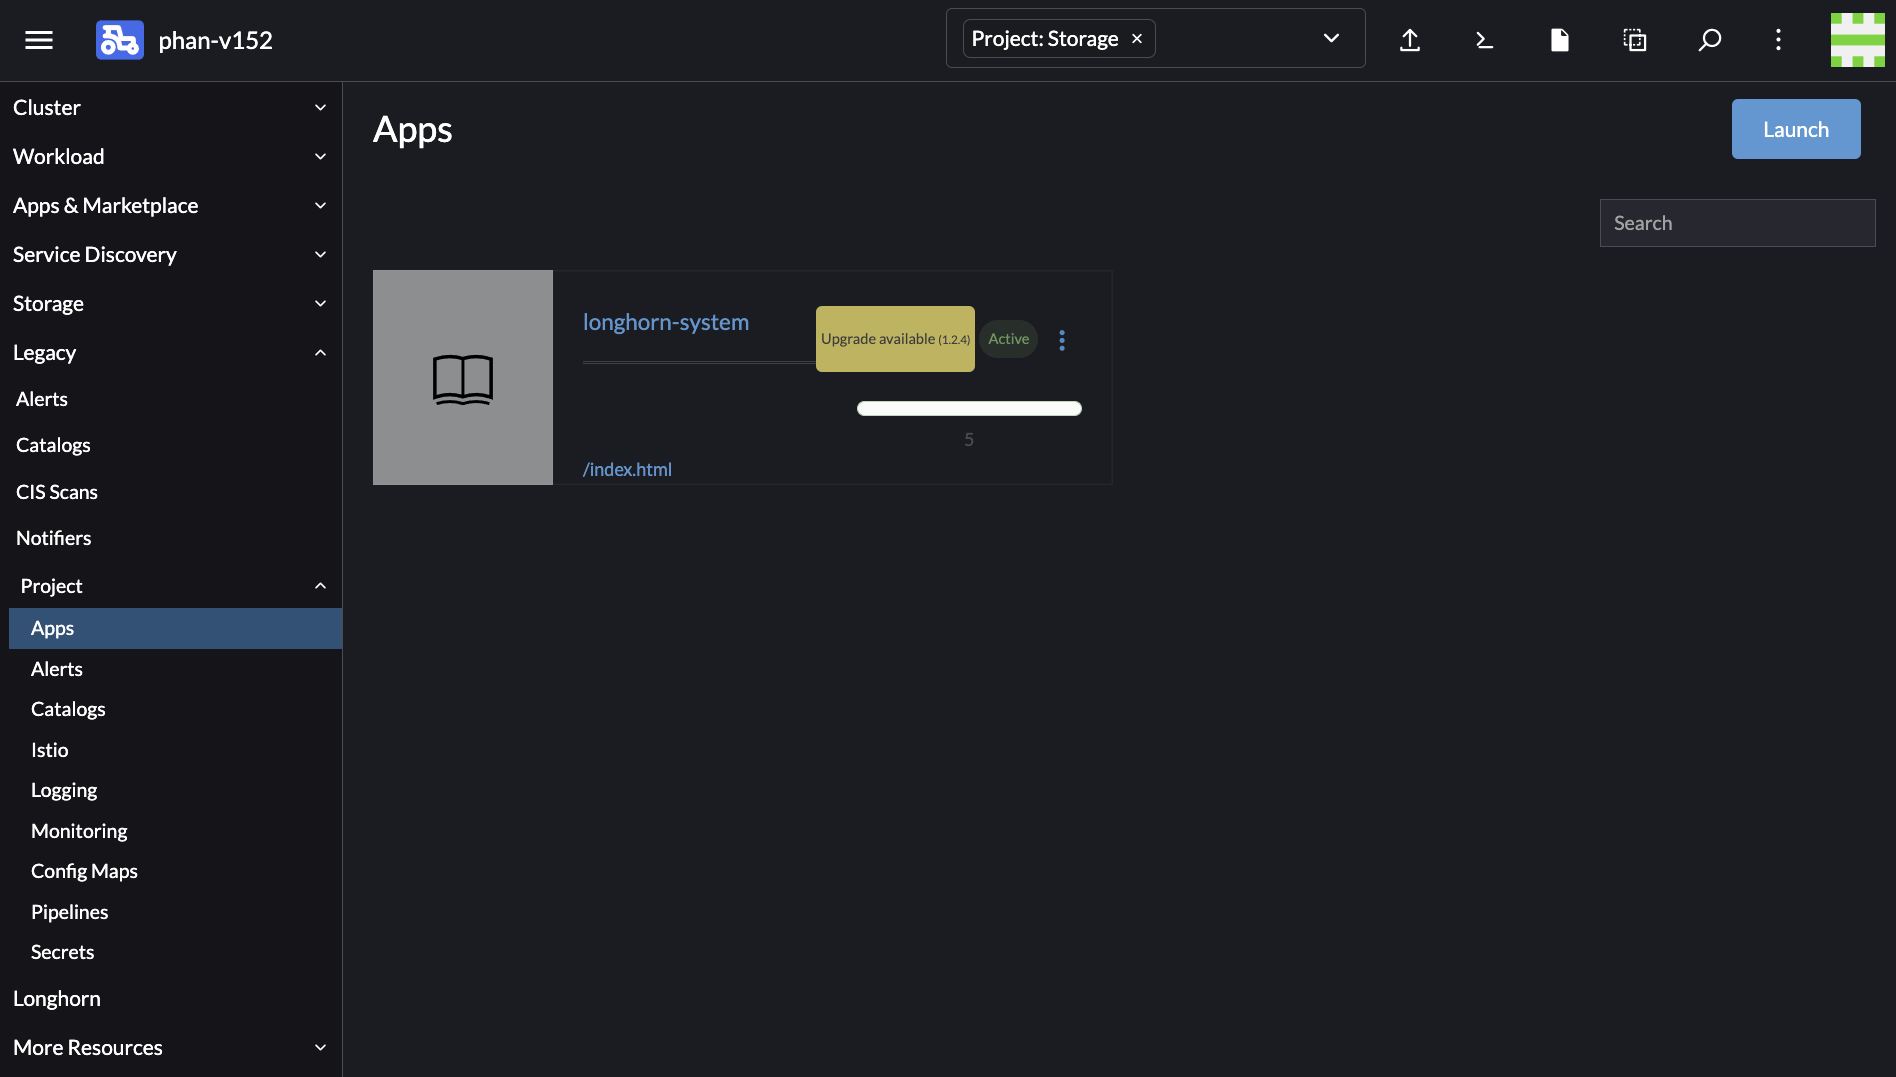 phan-v152
Project: Storage ×
Cluster
Workload
Apps & Marketplace
Service Discovery
Storage
Legacy
Alerts
Catalogs
CIS Scans
Notifiers
Project
Apps
Alerts
Catalogs
Istio
Logging
Monitoring
Config Maps
Pipelines
Secrets
Longhorn
More Resources
Apps
Launch
Search
longhorn-system
Upgrade available (1.2.4)
Active
5
/index.html